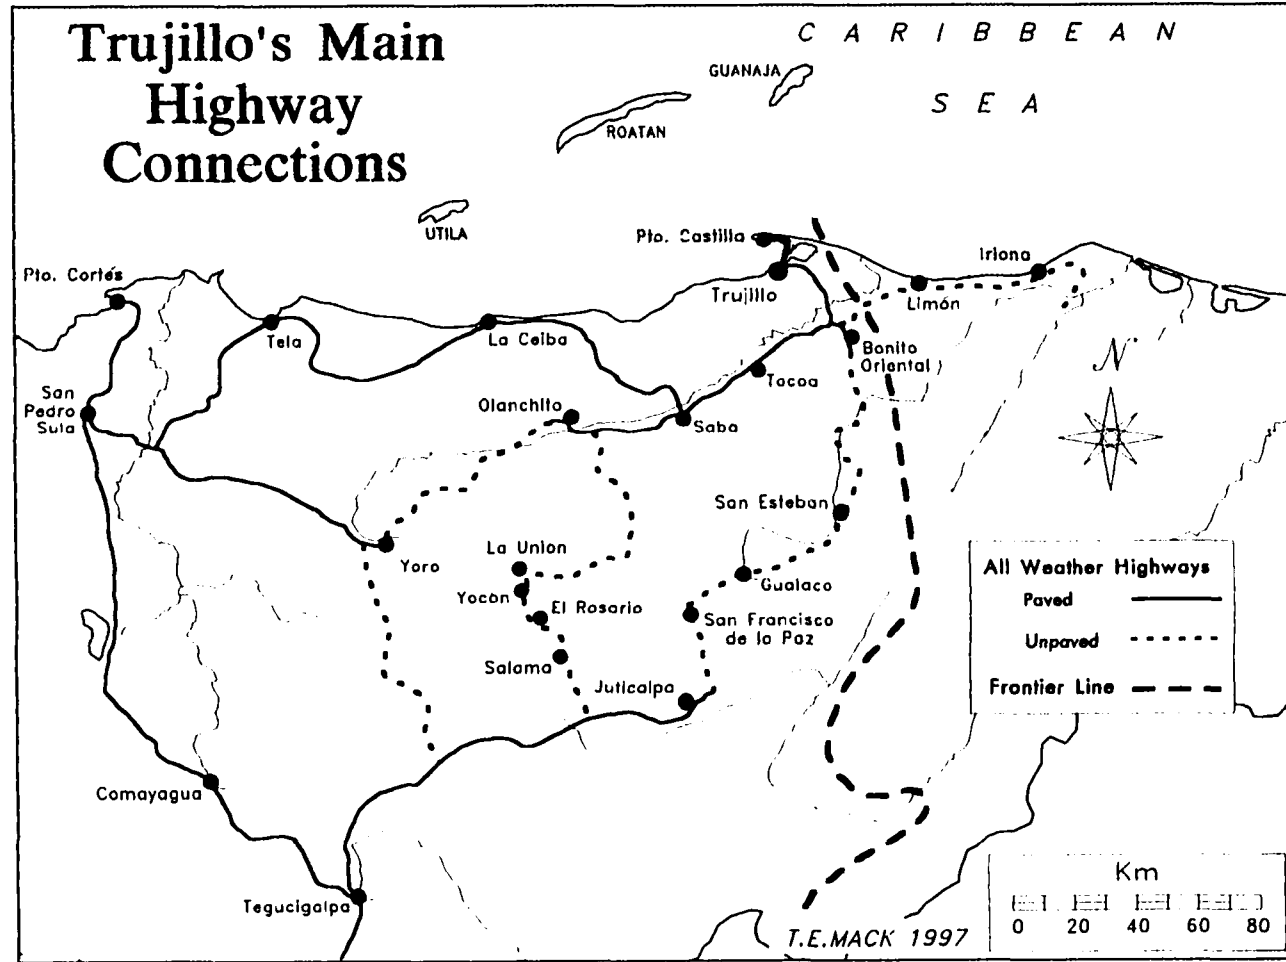 Trujillo's Main
Highway
Connections
CARIBBEAN
SEA
GUANAJA
ROATAN
UTILA
Pto. Castilla
Trujillo
Iriona
Limón
Pto. Cortés
Tela
La Ceiba
Bonito
Oriental
Tocoa
San
Pedro
Sula
Olanchito
Saba
N
San Esteban
Yoro
La Union
Yocon
El Rosario
Gualaco
San Francisco
de la Paz
Salama
Juticalpa
All Weather Highways
Paved
Unpaved
Frontier Line
Comayagua
Tegucigalpa
Km
0 20 40 60 80
T.E.MACK 1997